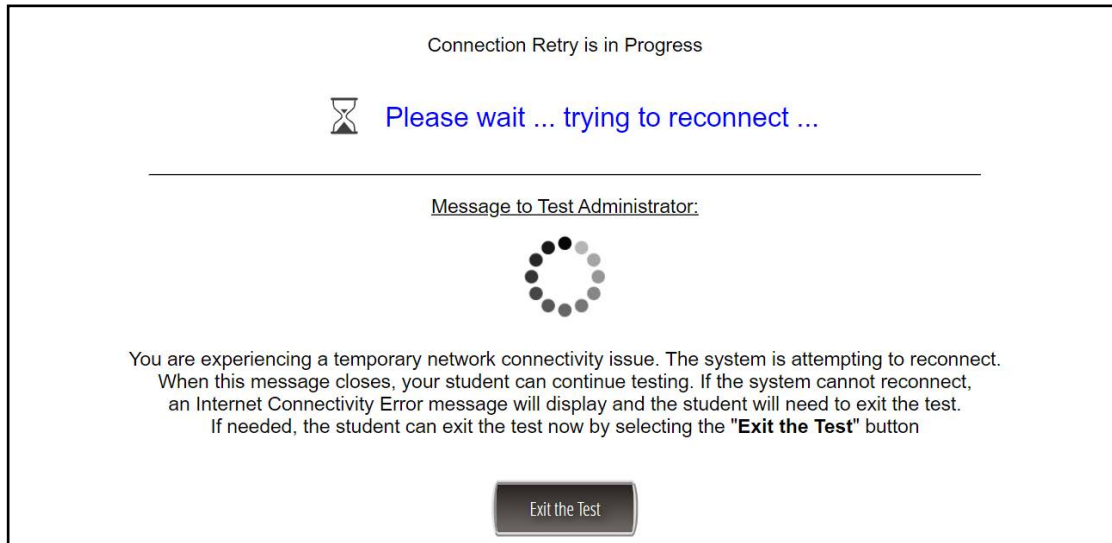 Connection Retry is in Progress
Please wait ... trying to reconnect ...
Message to Test Administrator:
You are experiencing a temporary network connectivity issue. The system is attempting to reconnect.
When this message closes, your student can continue testing. If the system cannot reconnect,
an Internet Connectivity Error message will display and the student will need to exit the test.
If needed, the student can exit the test now by selecting the "Exit the Test" button
Exit the Test